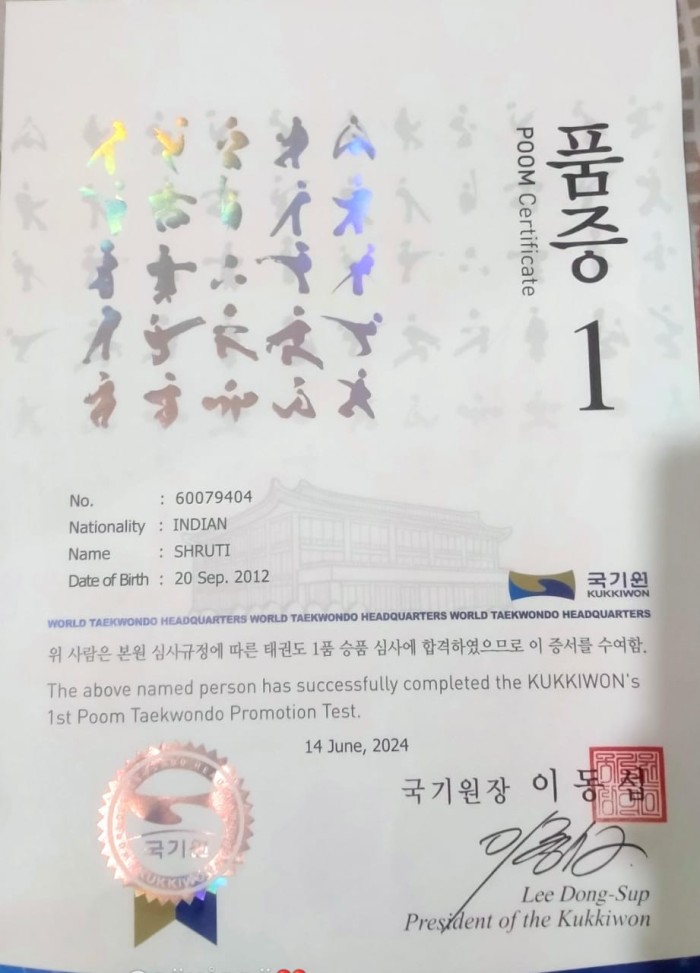 품증 1
POOM Certificate
No. : 60079404
Nationality : INDIAN
Name : SHRUTI
Date of Birth : 20 Sep. 2012
국기원
KUKKIWON
WORLD TAEKWONDO HEADQUARTERS WORLD TAEKWONDO HEADQUARTERS WORLD TAEKWONDO HEADQUARTERS
위 사람은 본원 심사규정에 따른 태권도 1품 승품 심사에 합격하였으므로 이 증서를 수여함.
The above named person has successfully completed the KUKKIWON's
1st Poom Taekwondo Promotion Test.
14 June, 2024
국기원장 이동섭
국기원
KUKKIWON
Lee Dong-Sup
President of the Kukkiwon